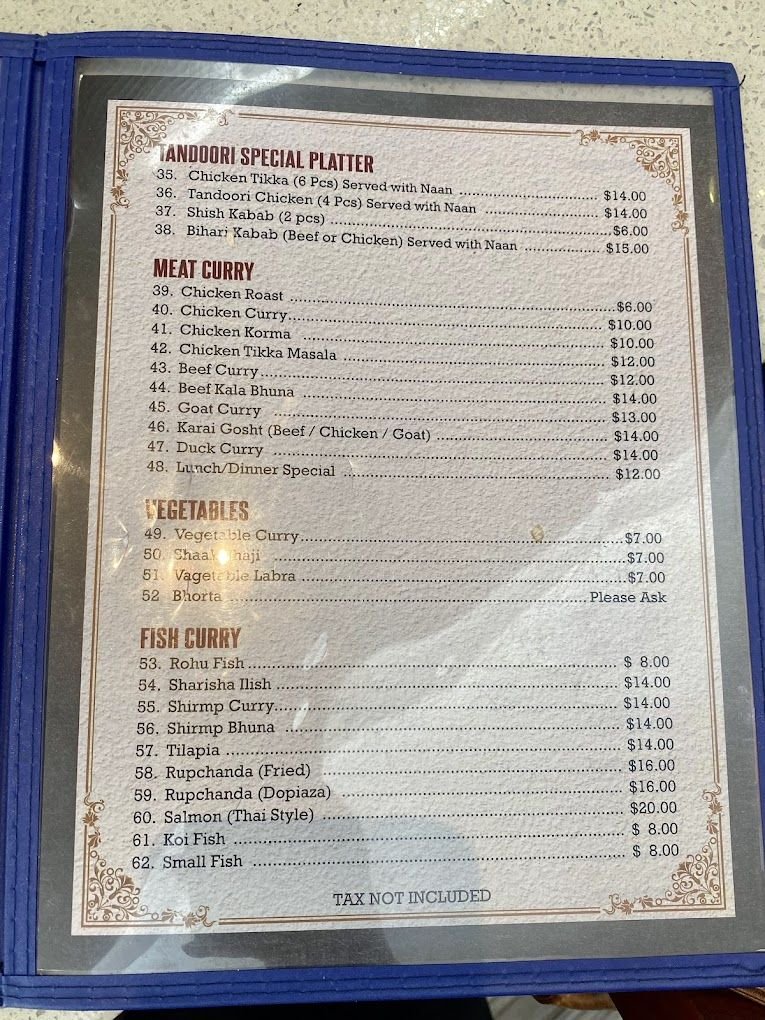 TANDOORI SPECIAL PLATTER
35. Chicken Tikka (6 Pcs) Served with Naan $14.00
36. Tandoori Chicken (4 Pcs) Served with Naan $14.00
37. Shish Kabab (2 pcs) $6.00
38. Bihari Kabab (Beef or Chicken) Served with Naan $15.00
MEAT CURRY
39. Chicken Roast $6.00
40. Chicken Curry $10.00
41. Chicken Korma $10.00
42. Chicken Tikka Masala $12.00
43. Beef Curry $12.00
44. Beef Kala Bhuna $14.00
45. Goat Curry $13.00
46. Karai Gosht (Beef / Chicken / Goat) $14.00
47. Duck Curry $14.00
48. Lunch/Dinner Special $12.00
VEGETABLES
49. Vegetable Curry $7.00
50. $7.00
51. Vagetable Labra $7.00
52 Bhorta Please Ask
FISH CURRY
53. Rohu Fish $ 8.00
54. Sharisha Ilish $14.00
55. Shirmp Curry $14.00
56. Shirmp Bhuna $14.00
57. Tilapia $14.00
58. Rupchanda (Fried) $16.00
59. Rupchanda (Dopiaza) $16.00
60. Salmon (Thai Style) $20.00
61. Koi Fish $ 8.00
62. Small Fish $ 8.00
TAX NOT INCLUDED